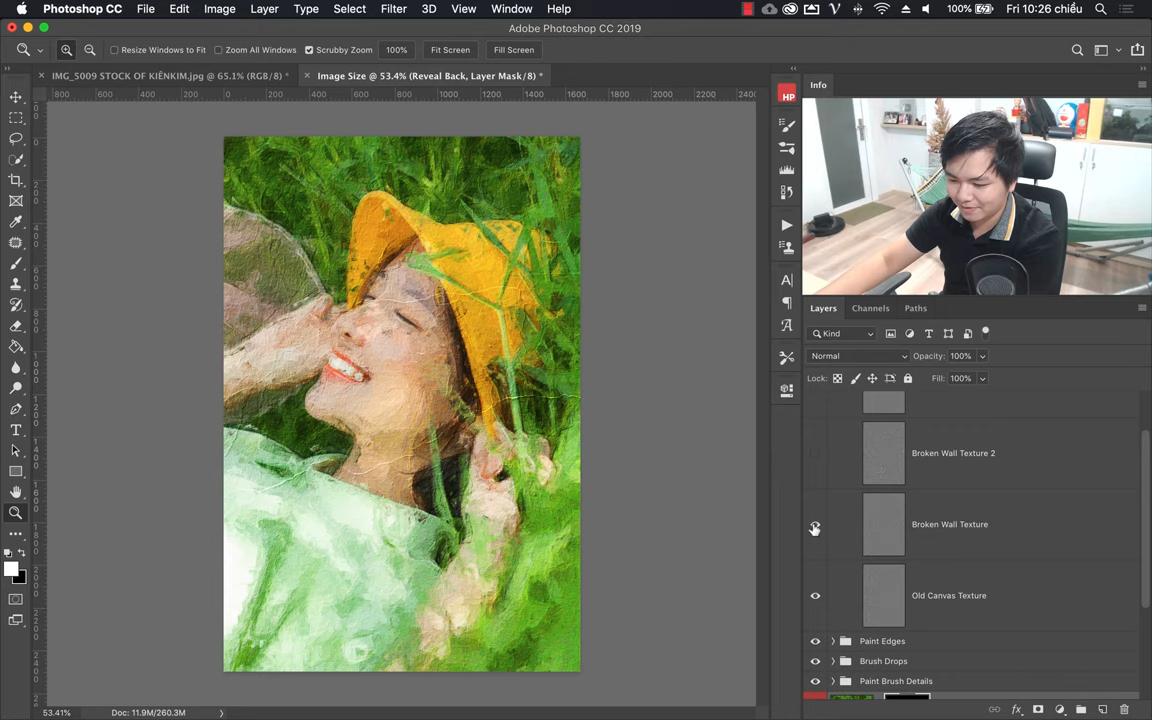 Photoshop CC File Edit Image Layer Type Select Filter 3D View Window Help 100% Fri 10:26 chiều
Adobe Photoshop CC 2019
Resize Windows to Fit Zoom All Windows Scrubby Zoom 100% Fit Screen Fill Screen
IMG_5009 STOCK OF KIÊNKIM.jpg @ 65.1% (RGB/8) * Image Size @ 53.4% (Reveal Back, Layer Mask/8) * Info
800 600 400 200 0 200 400 600 800 1000 1200 1400 1600 1800 2000 2200 240
HP
Layers Channels Paths
Kind
Normal Opacity: 100%
Lock: Fill: 100%
Broken Wall Texture 2
Broken Wall Texture
Old Canvas Texture
Paint Edges
Brush Drops
Paint Brush Details
53.41% Doc: 11.9M/260.3M